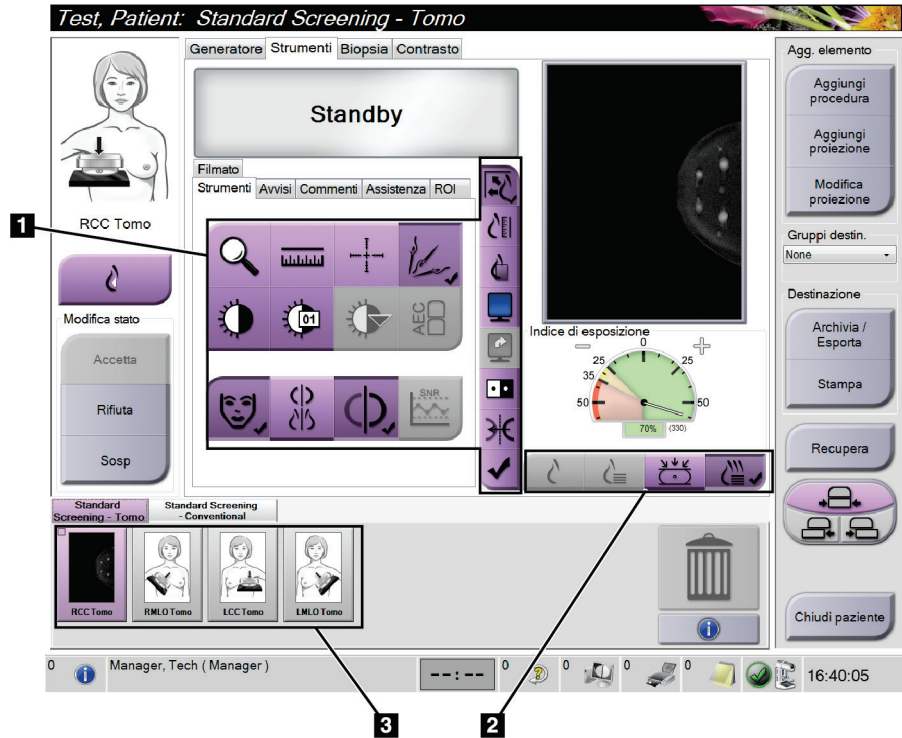 Test, Patient: Standard Screening - Tomo
Generatore Strumenti Biopsia Contrasto
Standby
Filmato
Strumenti Avvisi Commenti Assistenza ROI
1
RCC Tomo
Modifica stato
Accetta
Rifiuta
Sosp
01
AEC
SNR
Indice di esposizione
0
25
25
35
50
50
70%
(330)
Agg. elemento
Aggiungi
procedura
Aggiungi
proiezione
Modifica
proiezione
Gruppi destin.
None
Destinazione
Archivia /
Esporta
Stampa
Recupera
Chiudi paziente
Standard
Screening - Tomo
Standard Screening
- Conventional
RCC Tomo
RMLO Tomo
LCC Tomo
LMLO Tomo
0
Manager, Tech ( Manager )
--:--
0
0
0
0
16:40:05
3
2